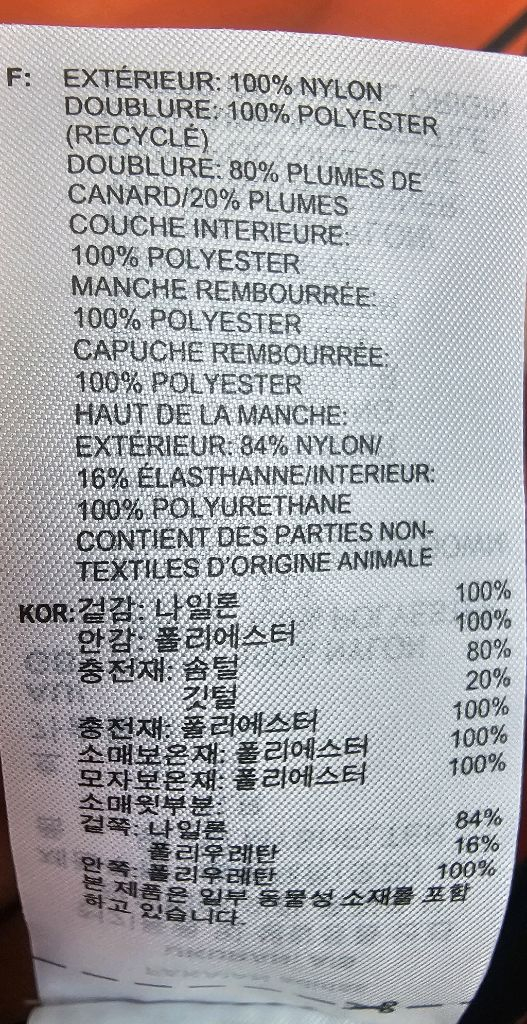 F: EXTÉRIEUR: 100% NYLON
DOUBLURE: 100% POLYESTER
(RECYCLÉ)
DOUBLURE: 80% PLUMES DE
CANARD/20% PLUMES
COUCHE INTERIEURE:
100% POLYESTER
MANCHE REMBOURRÉE:
100% POLYESTER
CAPUCHE REMBOURRÉE:
100% POLYESTER
HAUT DE LA MANCHE:
EXTÉRIEUR: 84% NYLON/
16% ÉLASTHANNE/INTERIEUR:
100% POLYURETHANE
CONTIENT DES PARTIES NON-
TEXTILES D'ORIGINE ANIMALE
KOR: 겉감: 나일론 100%
안감: 폴리에스터 100%
충전재: 솜털 80%
깃털 20%
충전재: 폴리에스터 100%
소매보온재: 폴리에스터 100%
모자보온재: 폴리에스터 100%
소매윗부분:
겉쪽: 나일론 84%
폴리우레탄 16%
안쪽: 폴리우레탄 100%
본 제품은 일부 동물성 소재를 포함
하고 있습니다.